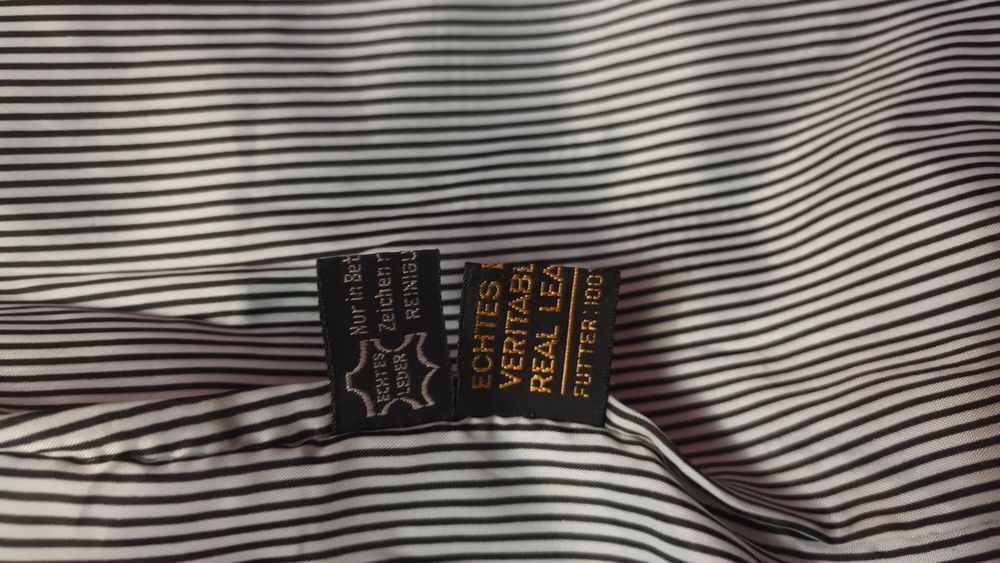 Nur in Bet
Zeichen r
REINIGU
ECHTES
LEDER
ECHTES
VERITABL
REAL LEA
FUTTER: 100%